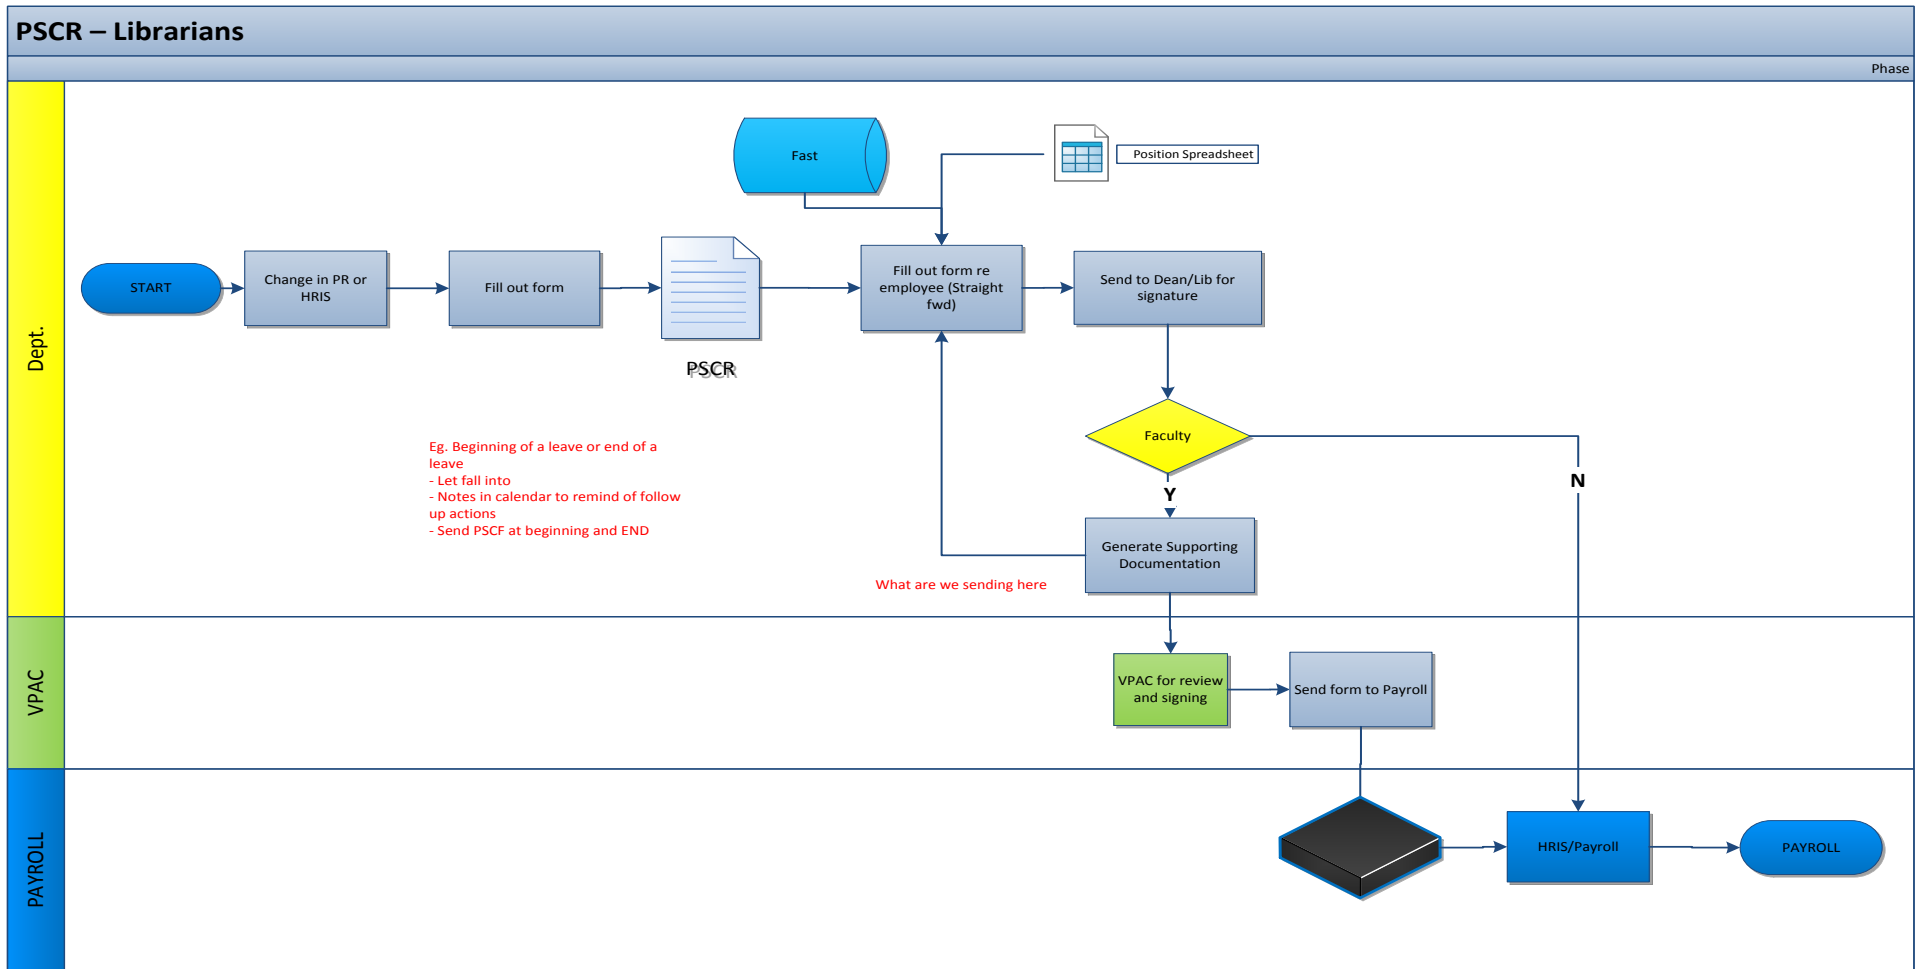 PSCR – Librarians
Phase
Dept.
Fast
Position Spreadsheet
START
Change in PR or
HRIS
Fill out form
PSCR
Fill out form re
employee (Straight
fwd)
Send to Dean/Lib for
signature
Faculty
Y
N
Eg. Beginning of a leave or end of a
leave
- Let fall into
- Notes in calendar to remind of follow
up actions
- Send PSCF at beginning and END
Generate Supporting
Documentation
What are we sending here
VPAC
VPAC for review
and signing
Send form to Payroll
PAYROLL
HRIS/Payroll
PAYROLL